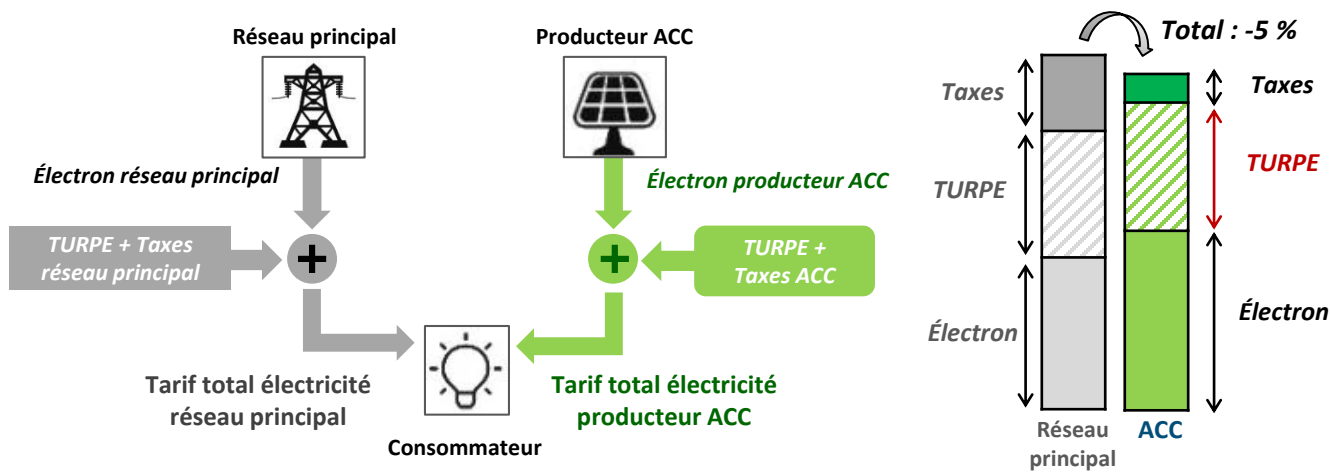 Réseau principal
Producteur ACC
Électron réseau principal
Électron producteur ACC
TURPE + Taxes
réseau principal
+
+
TURPE +
Taxes ACC
Tarif total électricité
réseau principal
Tarif total électricité
producteur ACC
Consommateur
Total : -5 %
Taxes
TURPE
Électron
Taxes
TURPE
Électron
Réseau
principal
ACC